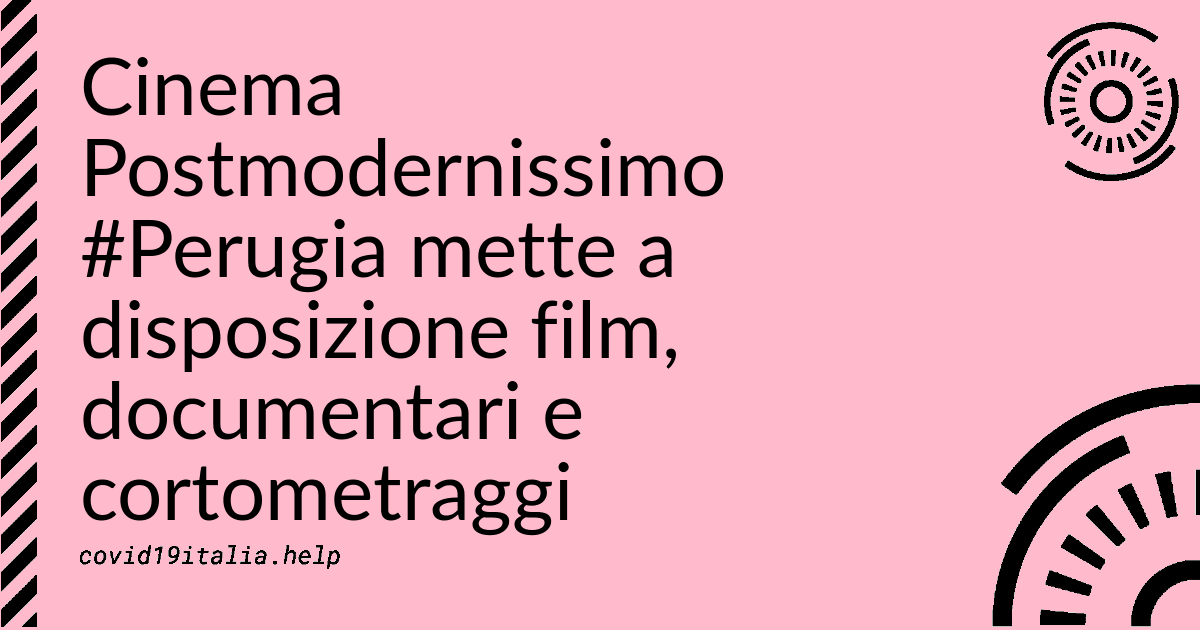 Cinema
Postmodernissimo
#Perugia mette a
disposizione film,
documentari e
cortometraggi
covid19italia.help